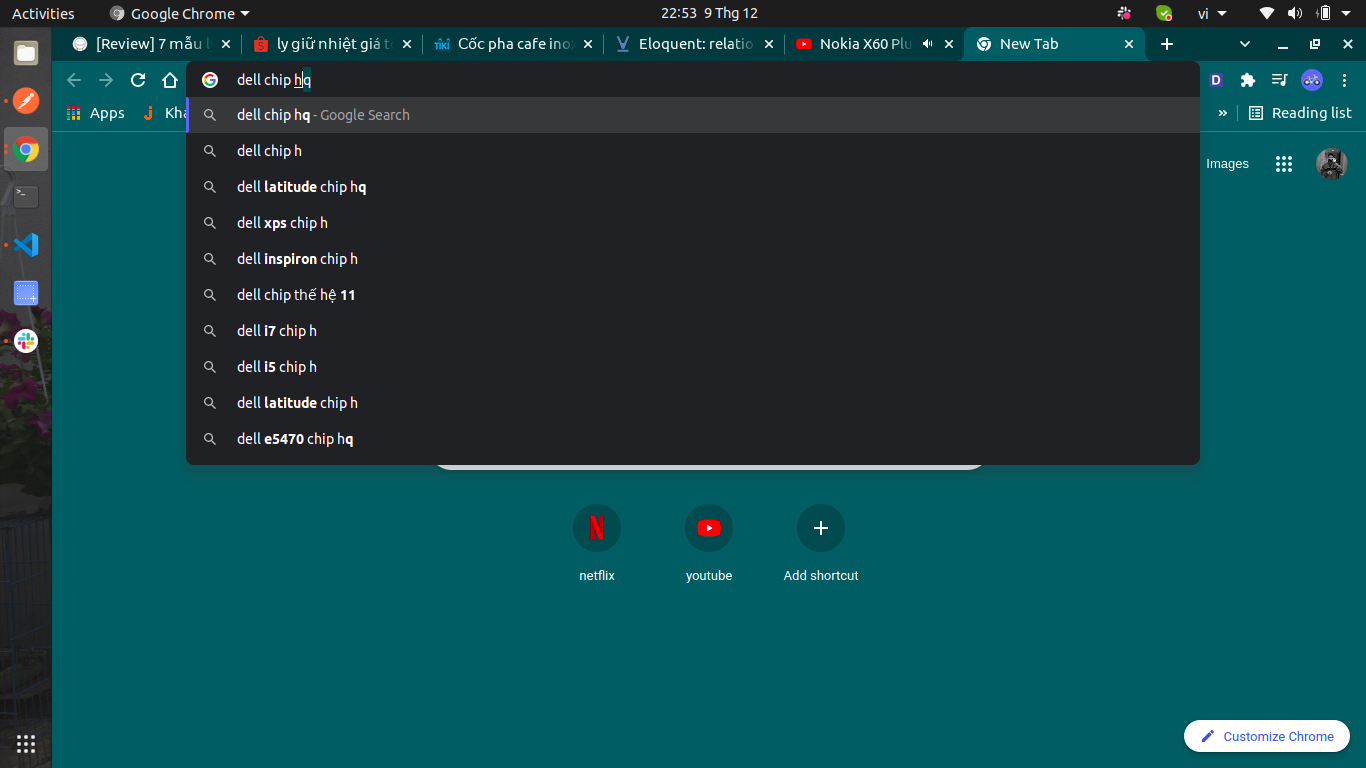 Activities
Google Chrome
22:53 9 Thg 12
vi
[Review] 7 mẫu l
ly giữ nhiệt giá t
TIKI
Cốc pha cafe ino
Eloquent: relatio
Nokia X60 Plu
New Tab
dell chip hq
D
Apps
Kha
»
Reading list
dell chip hq - Google Search
dell chip h
dell latitude chip hq
dell xps chip h
dell inspiron chip h
dell chip thế hệ 11
dell i7 chip h
dell i5 chip h
dell latitude chip h
dell e5470 chip hq
Images
netflix
youtube
Add shortcut
Customize Chrome